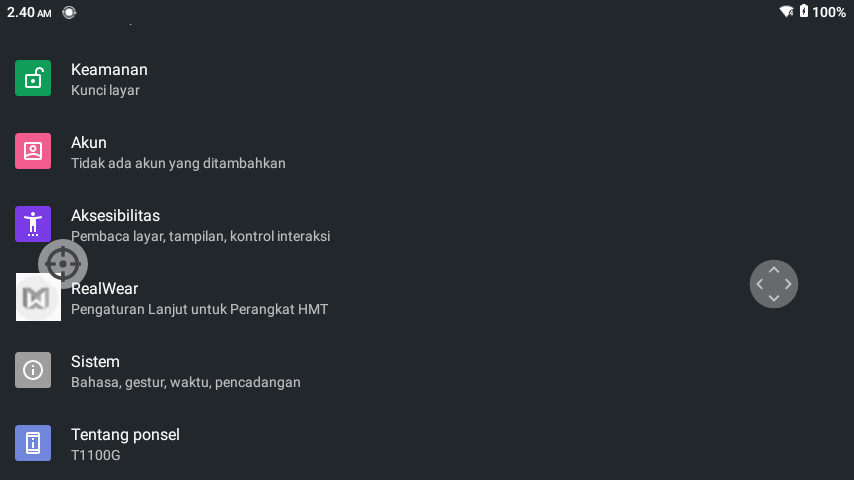 2.40 AM
100%
Keamanan
Kunci layar
Akun
Tidak ada akun yang ditambahkan
Aksesibilitas
Pembaca layar, tampilan, kontrol interaksi
RealWear
Pengaturan Lanjut untuk Perangkat HMT
Sistem
Bahasa, gestur, waktu, pencadangan
Tentang ponsel
T1100G